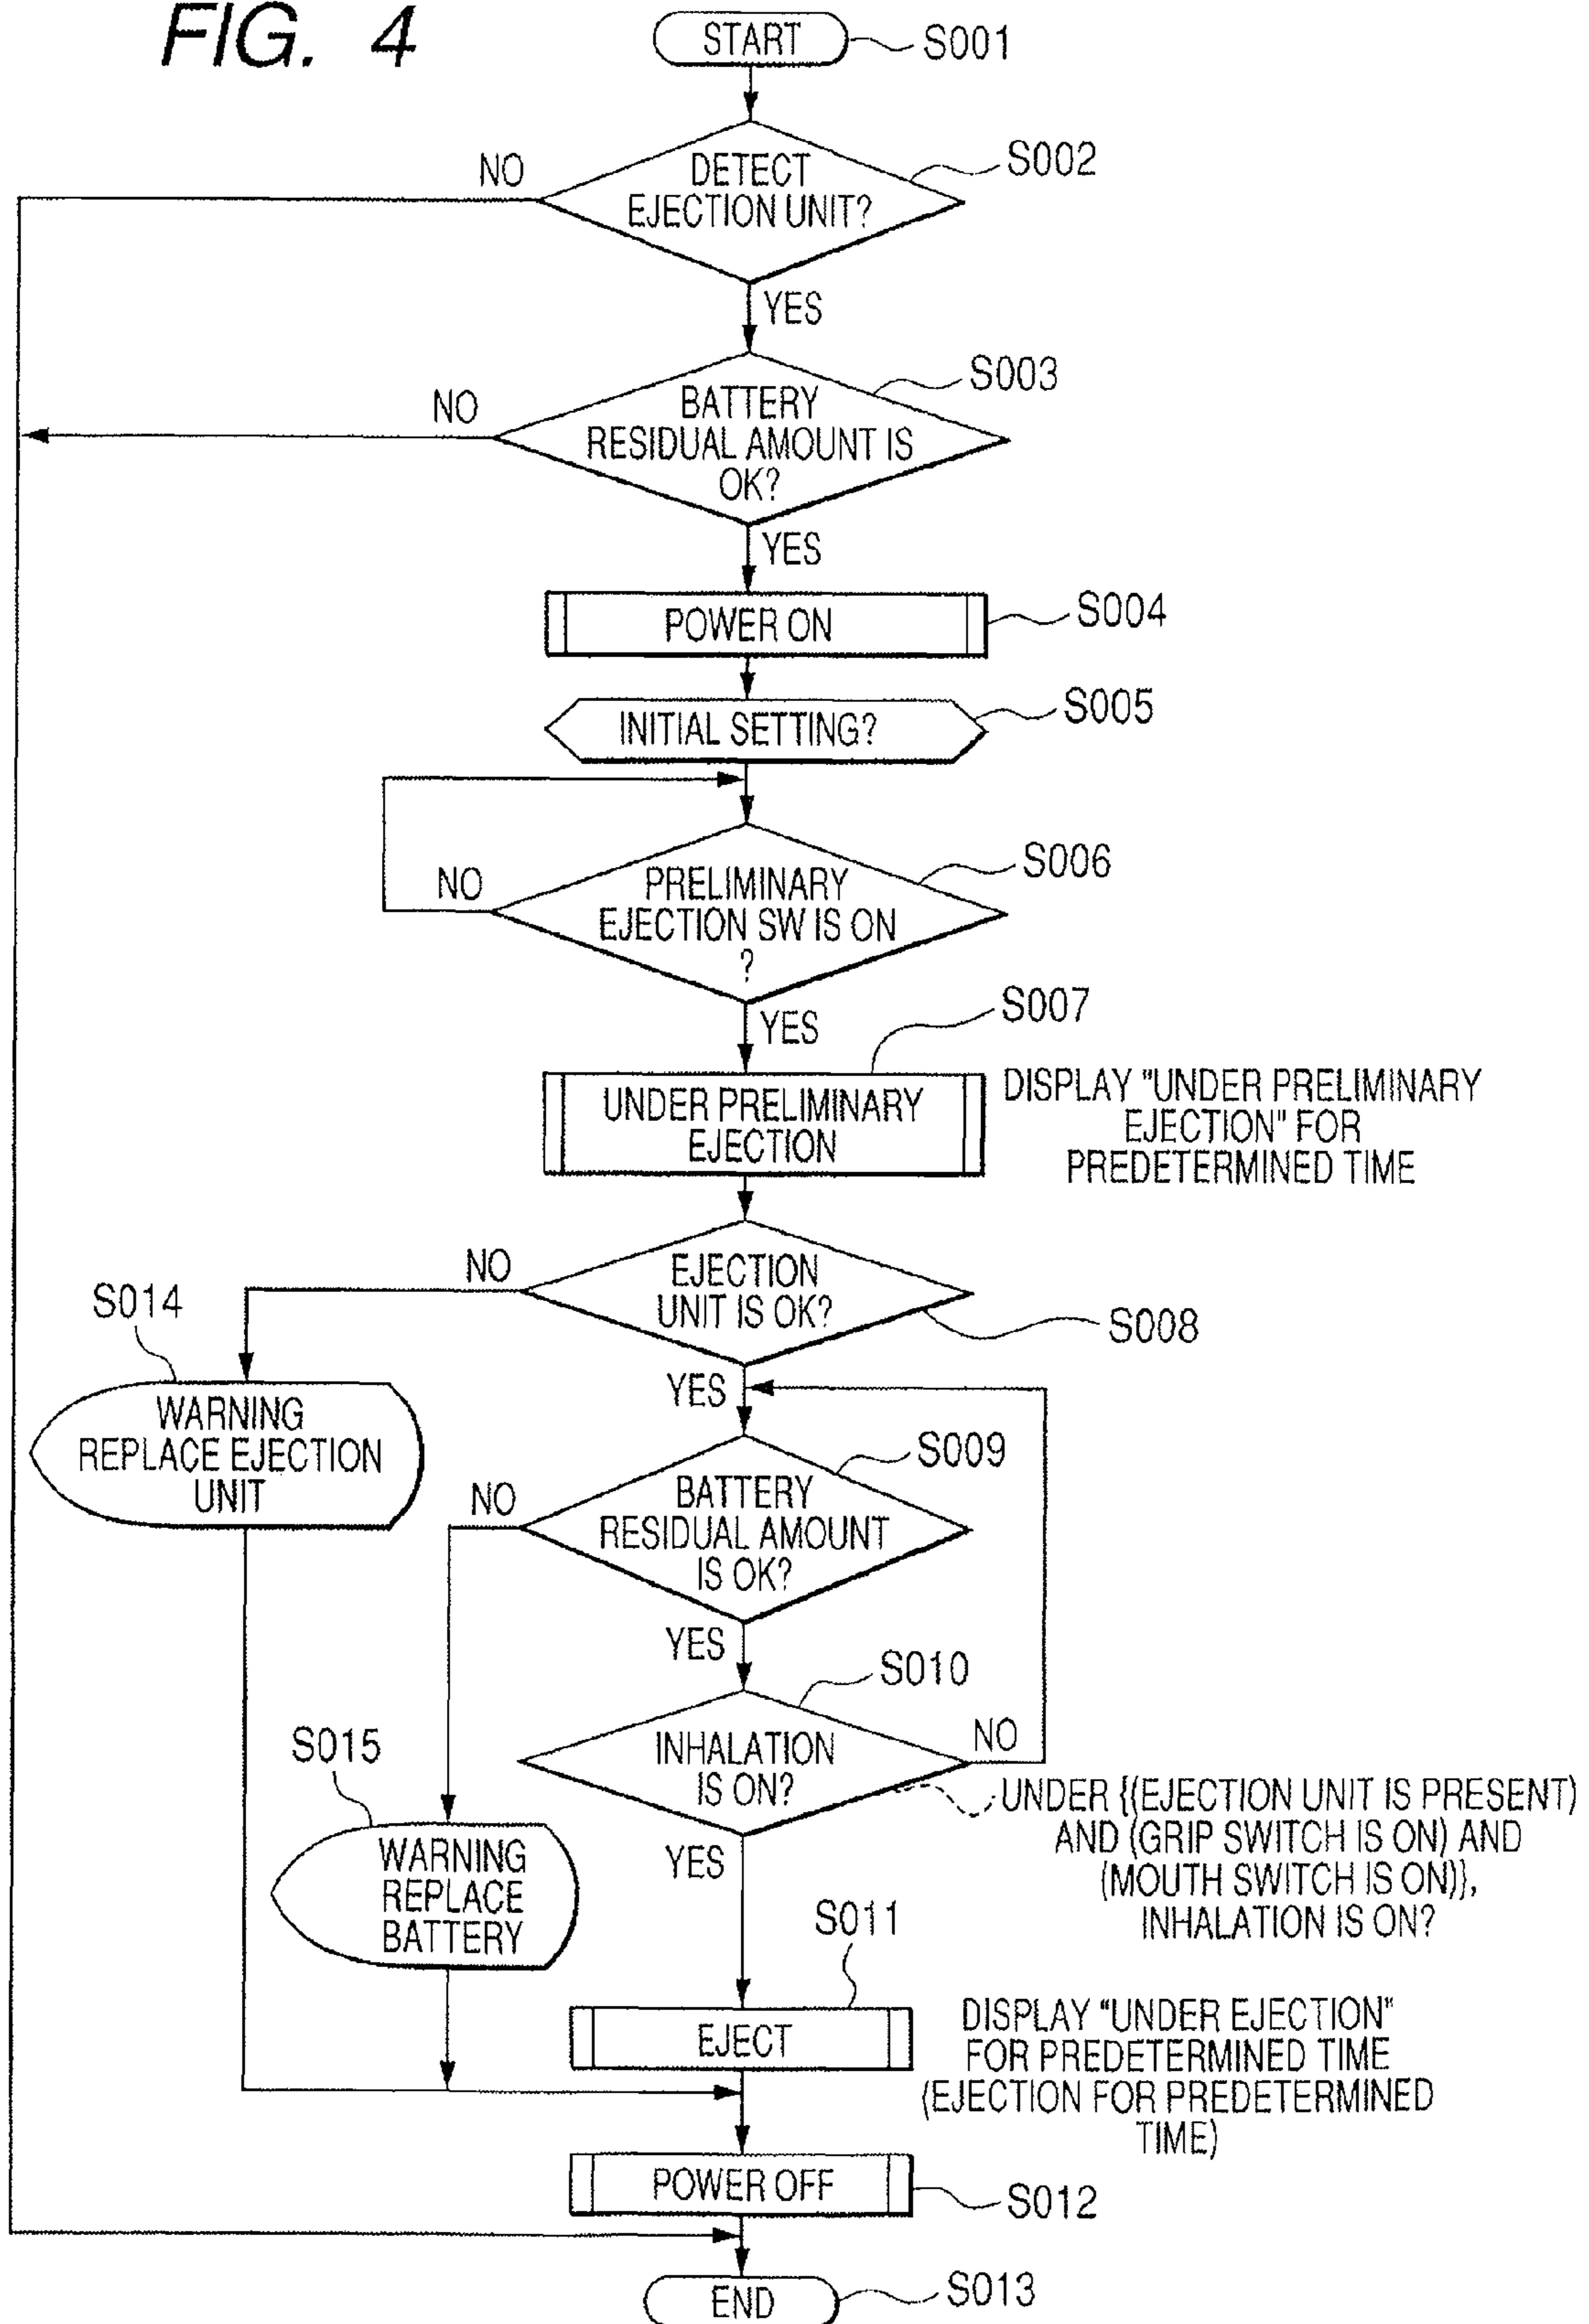 FIG. 4
START
S001
DETECT
EJECTION UNIT?
S002
NO
YES
BATTERY
RESIDUAL AMOUNT IS
OK?
S003
NO
YES
POWER ON
S004
INITIAL SETTING?
S005
PRELIMINARY
EJECTION SW IS ON
?
S006
NO
YES
S007
UNDER PRELIMINARY
EJECTION
DISPLAY "UNDER PRELIMINARY
EJECTION" FOR
PREDETERMINED TIME
EJECTION
UNIT IS OK?
NO
S008
S014
WARNING
REPLACE EJECTION
UNIT
YES
S009
BATTERY
RESIDUAL AMOUNT
IS OK?
NO
YES
S010
INHALATION
IS ON?
NO
S015
WARNING
REPLACE
BATTERY
UNDER {(EJECTION UNIT IS PRESENT)
AND (GRIP SWITCH IS ON) AND
(MOUTH SWITCH IS ON)},
INHALATION IS ON?
YES
S011
EJECT
DISPLAY "UNDER EJECTION"
FOR PREDETERMINED TIME
(EJECTION FOR PREDETERMINED
TIME)
POWER OFF
S012
END
S013